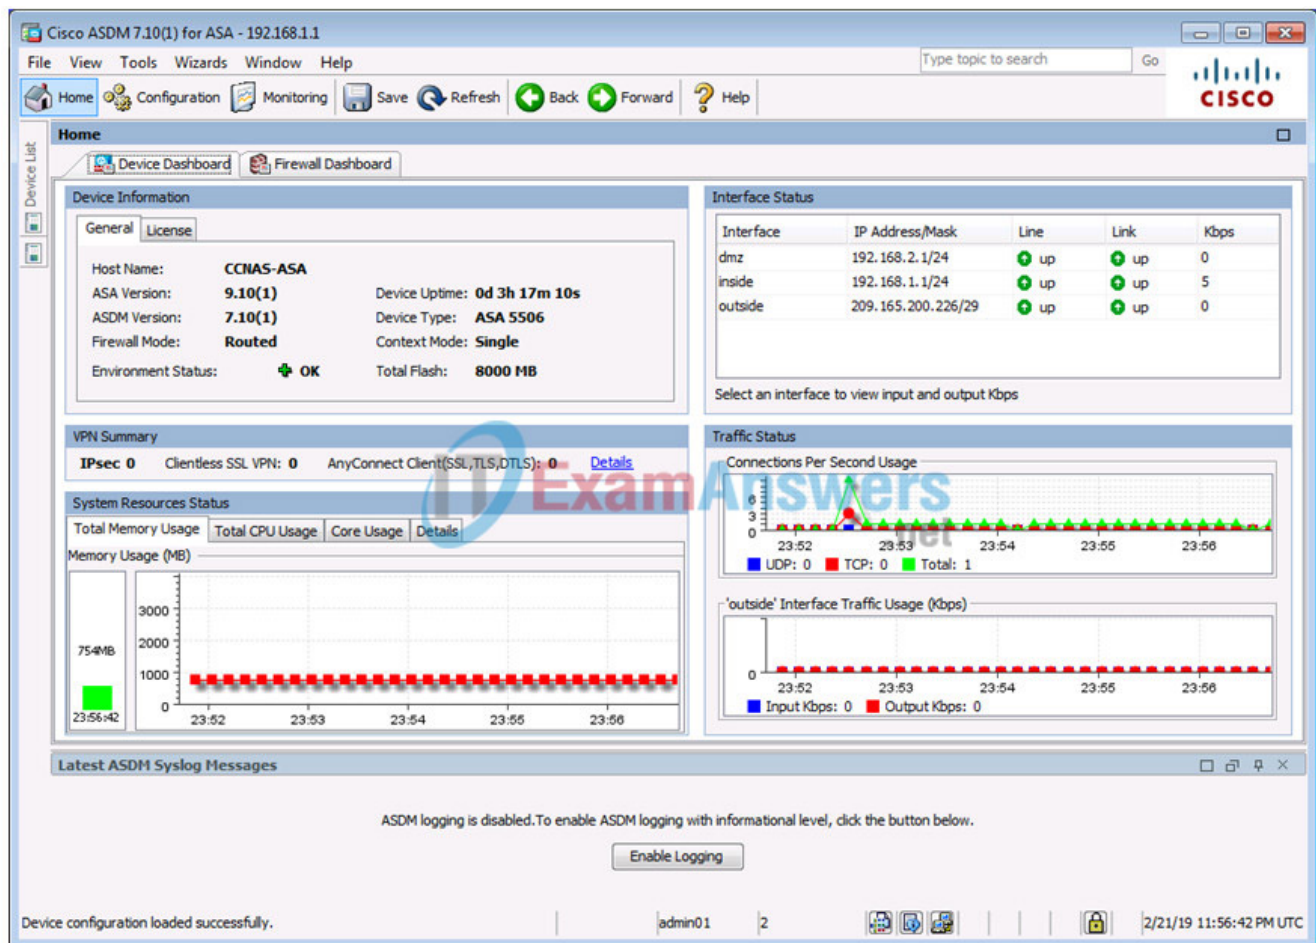 Cisco ASDM 7.10(1) for ASA - 192.168.1.1
File View Tools Wizards Window Help
Type topic to search Go
CISCO
Home Configuration Monitoring Save Refresh Back Forward Help
Device List
Home
Device Dashboard Firewall Dashboard
Device Information
General License
Host Name: CCNAS-ASA
ASA Version: 9.10(1) Device Uptime: 0d 3h 17m 10s
ASDM Version: 7.10(1) Device Type: ASA 5506
Firewall Mode: Routed Context Mode: Single
Environment Status: OK Total Flash: 8000 MB
Interface Status
Interface IP Address/Mask Line Link Kbps
dmz 192.168.2.1/24 up up 0
inside 192.168.1.1/24 up up 5
outside 209.165.200.226/29 up up 0
Select an interface to view input and output Kbps
VPN Summary
IPsec 0 Clientless SSL VPN: 0 AnyConnect Client(SSL,TLS,DTLS): 0 Details
System Resources Status
Total Memory Usage Total CPU Usage Core Usage Details
Memory Usage (MB)
754MB
23:56:42
3000
2000
1000
0
23:52 23:53 23:54 23:55 23:56
Traffic Status
Connections Per Second Usage
6
3
0
23:52 23:53 23:54 23:55 23:56
UDP: 0 TCP: 0 Total: 1
'outside' Interface Traffic Usage (Kbps)
0
23:52 23:53 23:54 23:55 23:56
Input Kbps: 0 Output Kbps: 0
ITExamAnswers
.net
Latest ASDM Syslog Messages
ASDM logging is disabled.To enable ASDM logging with informational level, click the button below.
Enable Logging
Device configuration loaded successfully. admin01 2 2/21/19 11:56:42 PM UTC